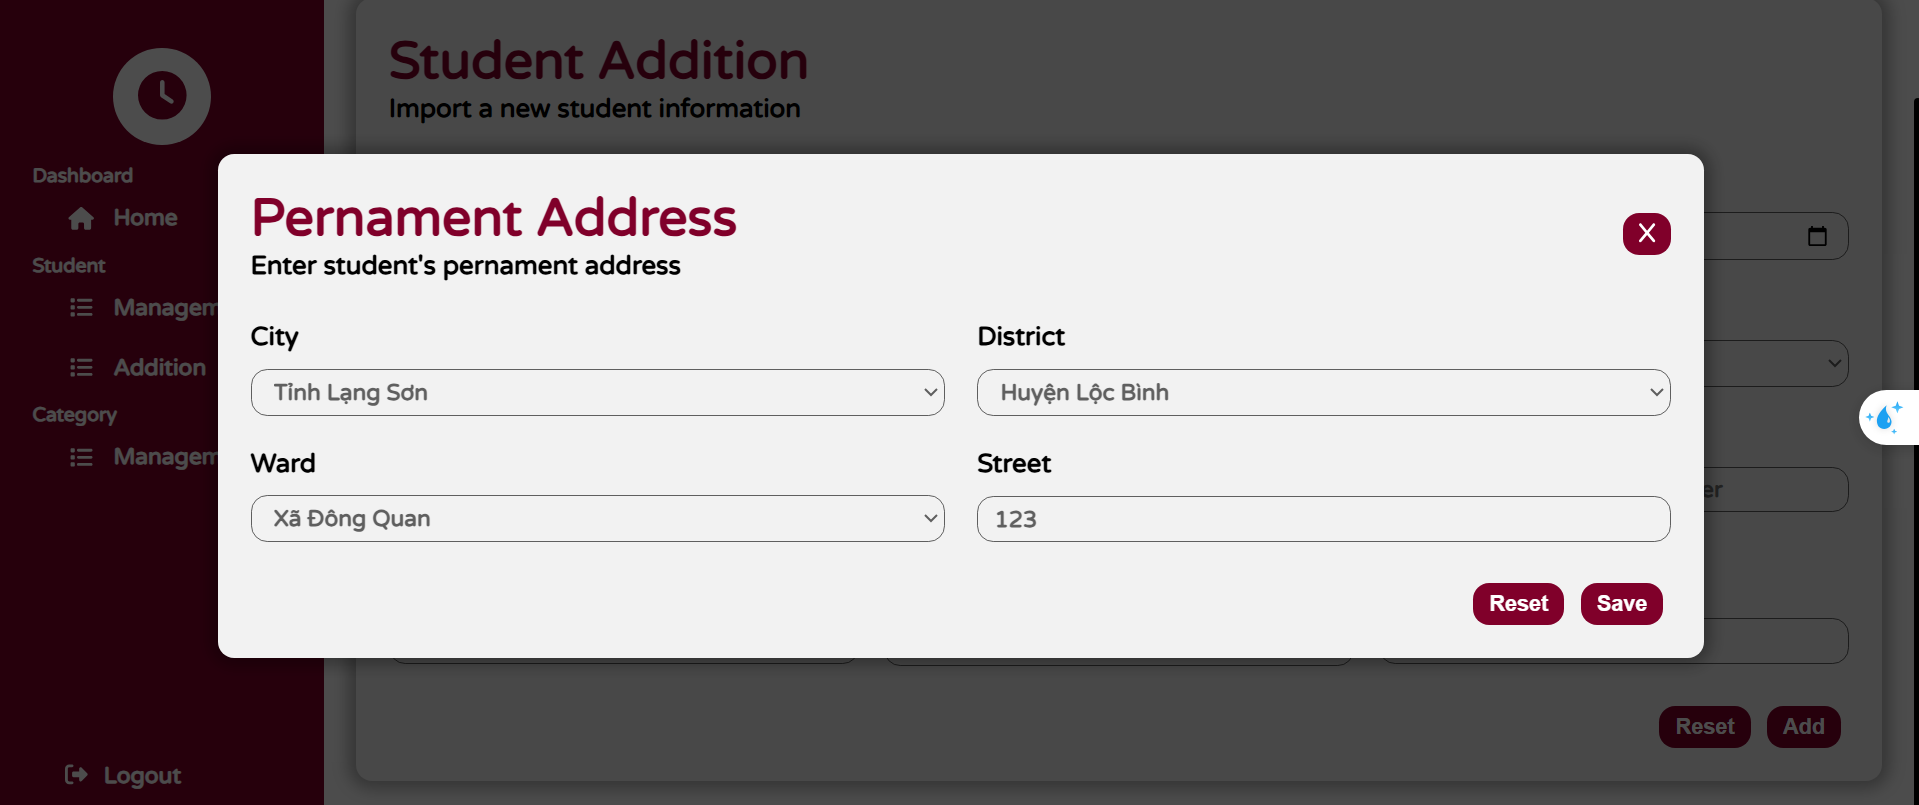 Student Addition
Import a new student information
Dashboard
Home
Student
Managem
Addition
Category
Managem
Logout
Pernament Address
Enter student's pernament address
X
City
District
Tỉnh Lạng Sơn
Huyện Lộc Bình
Ward
Street
Xã Đông Quan
123
Reset
Save
er
Reset
Add